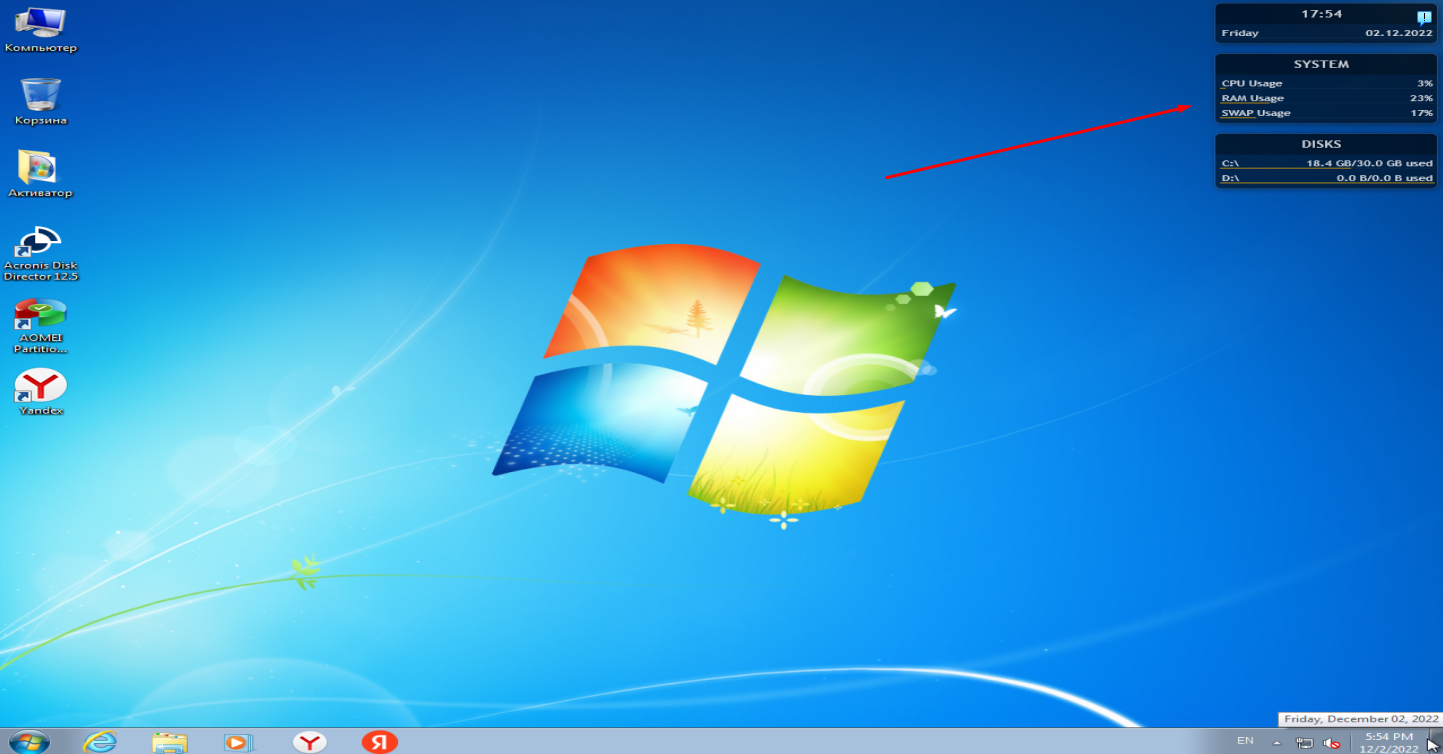 Компьютер
Корзина
Активатор
Acronis Disk
Director 12.5
AOMEI
Partitio...
Yandex
17:54
Friday 02.12.2022
SYSTEM
CPU Usage 3%
RAM Usage 23%
SWAP Usage 17%
DISKS
C:\ 18.4 GB/30.0 GB used
D:\ 0.0 B/0.0 B used
Friday, December 02, 2022
Я
EN
5:54 PM
12/2/2022